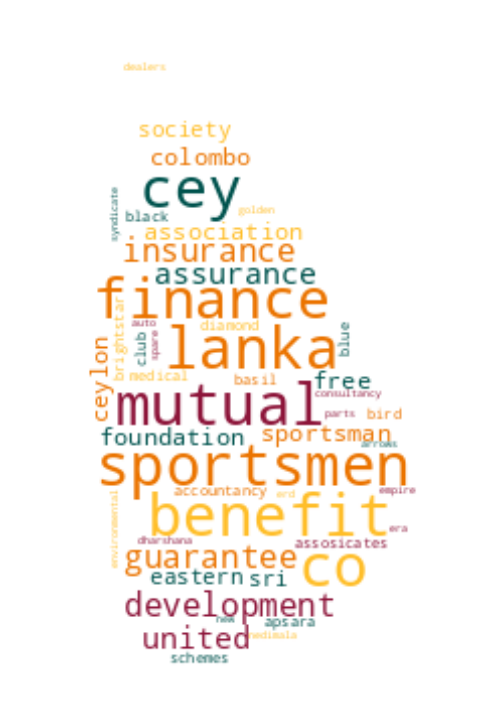 dealers
society
colombo
cey
syndicate
black
golden
. association
insurance
assurance
finance
brightstar
auto
diamond
lanka
blue
club
spare
ceylon
medical
basil
free
mutual
consultancy
parts
bird
foundation
sportsman
arrows
sportsmen
accountancy
erd
empire
environmental
benefit
era
dharshana
assosicates
guarantee
co
eastern
sri
development
new
apsara
united
nedimala
schemes